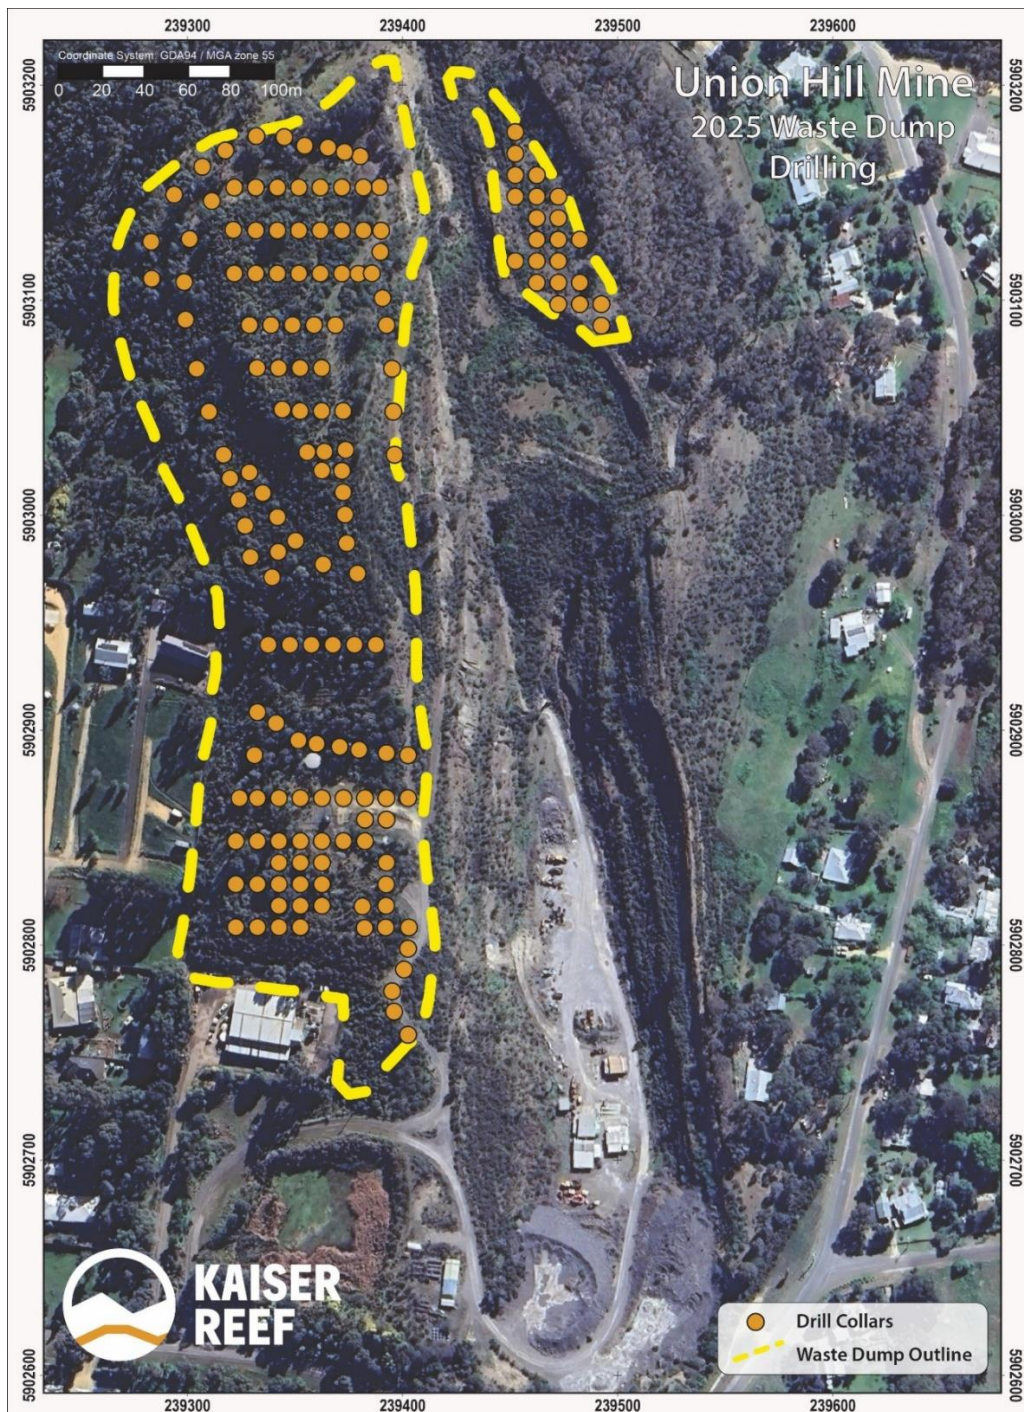 239300 239400 239500 239600
Coordinate System: GDA94 / MGA zone 55
0 20 40 60 80 100m
Union Hill Mine
2025 Waste Dump
Drilling
5903200 5903200
5903100 5903100
5903000 5903000
5902900 5902900
5902800 5902800
5902700 5902700
5902600 5902600
KAISER
REEF
Drill Collars
Waste Dump Outline
239300 239400 239500 239600